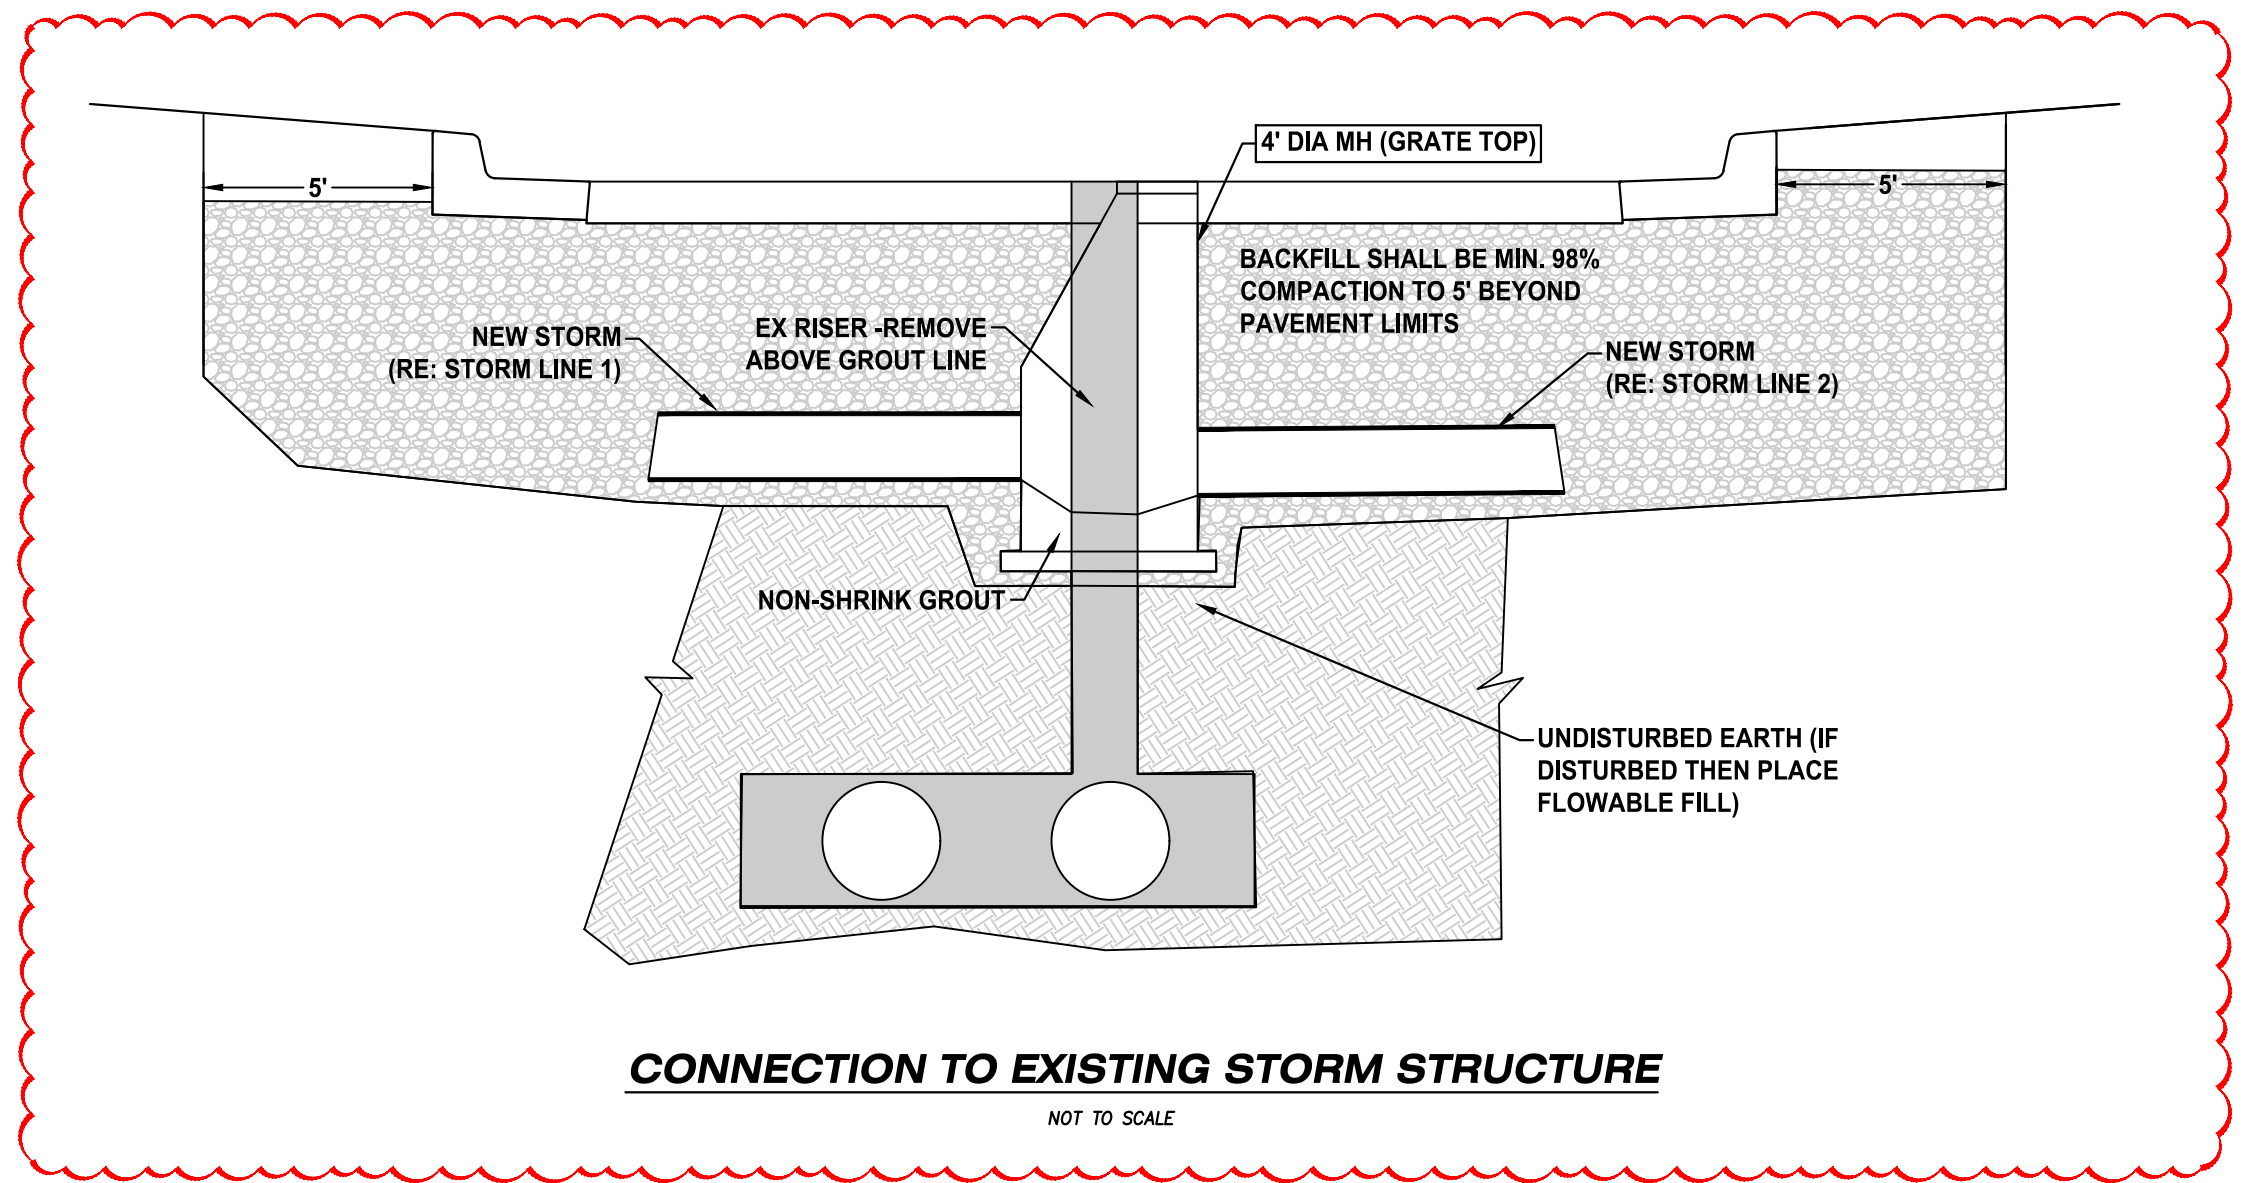 4' DIA MH (GRATE TOP)
5'
5'
BACKFILL SHALL BE MIN. 98%
COMPACTION TO 5' BEYOND
PAVEMENT LIMITS
NEW STORM
(RE: STORM LINE 1)
EX RISER -REMOVE
ABOVE GROUT LINE
NEW STORM
(RE: STORM LINE 2)
NON-SHRINK GROUT
UNDISTURBED EARTH (IF
DISTURBED THEN PLACE
FLOWABLE FILL)
CONNECTION TO EXISTING STORM STRUCTURE
NOT TO SCALE